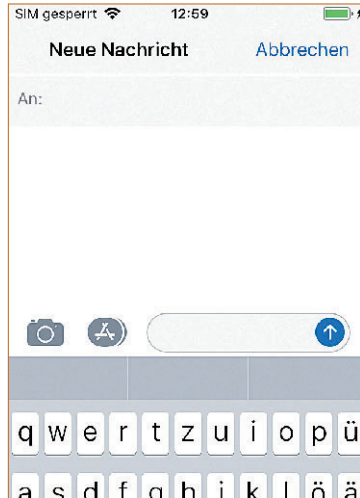 SIM gesperrt 12:59
Neue Nachricht Abbrechen
An:
q w e r t z u i o p ü
a s d f g h j k l ö ä